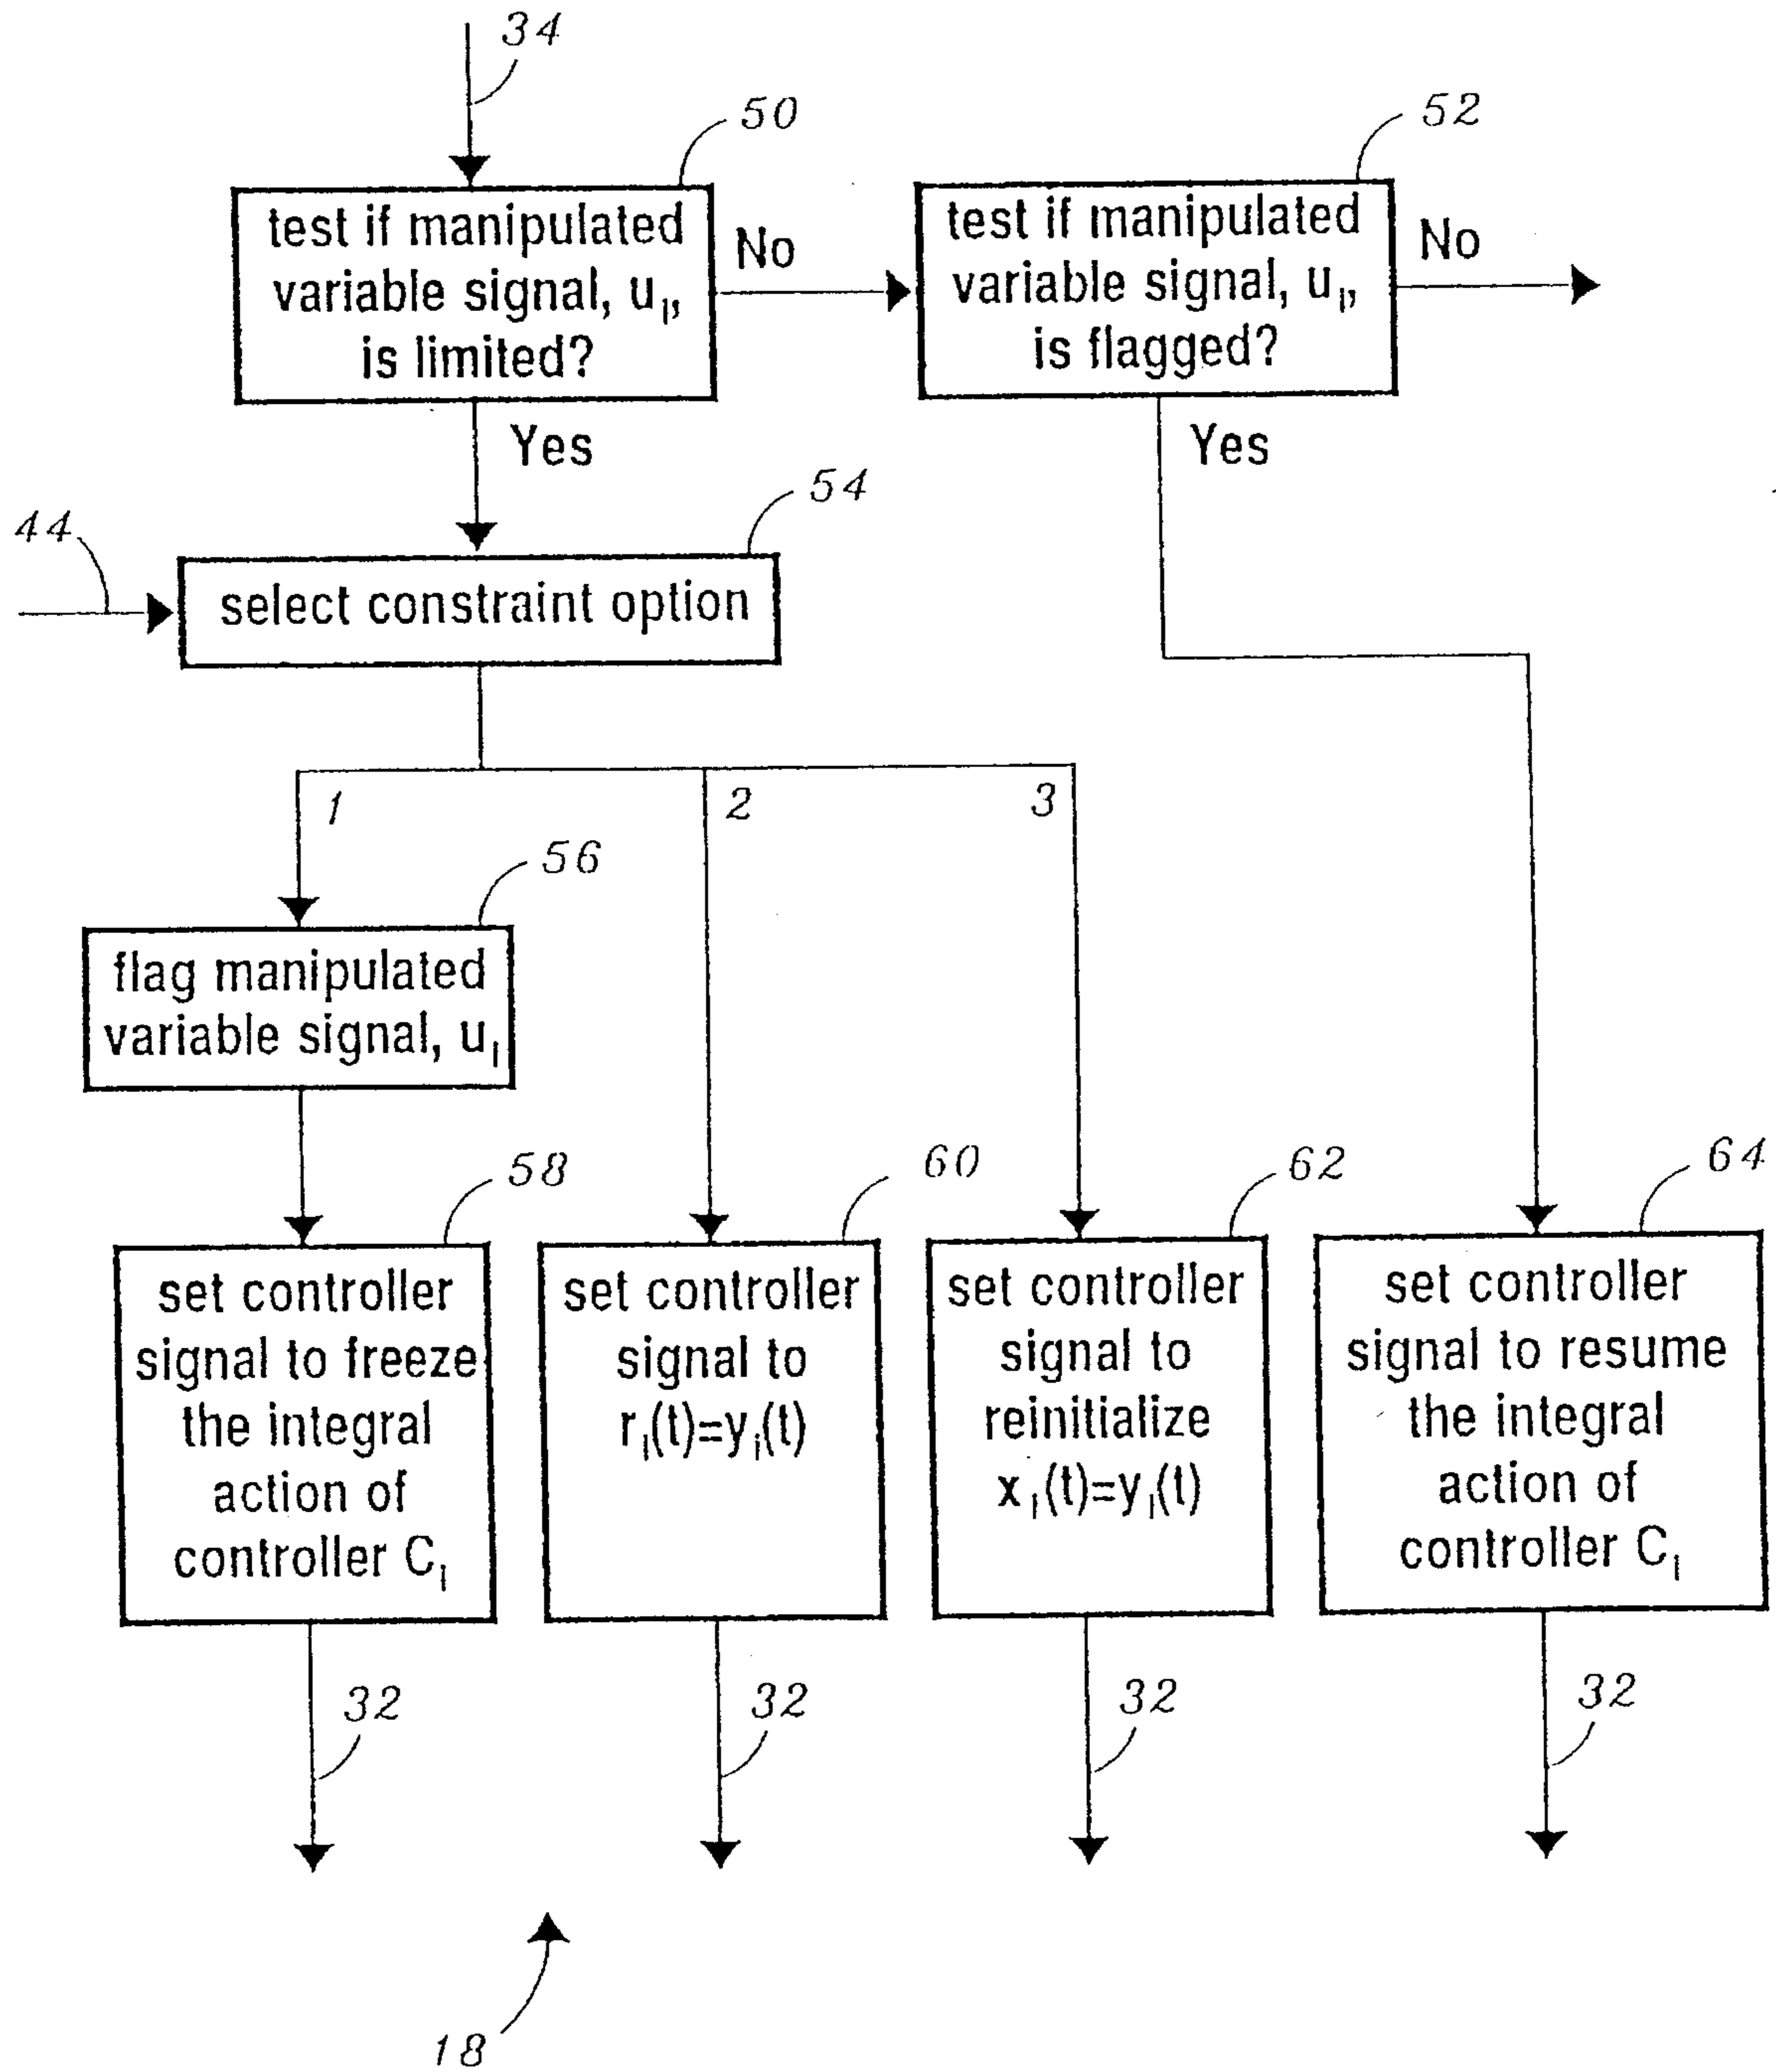 34
50
52
test if manipulated
variable signal, uᵢ,
is limited?
No
test if manipulated
variable signal, uᵢ,
is flagged?
No
Yes
Yes
54
44
select constraint option
1
2
3
56
flag manipulated
variable signal, uᵢ
58
60
62
64
set controller
signal to freeze
the integral
action of
controller Cᵢ
set controller
signal to
rᵢ(t)=yᵢ(t)
set controller
signal to
reinitialize
xᵢ(t)=yᵢ(t)
set controller
signal to resume
the integral
action of
controller Cᵢ
32
32
32
32
18